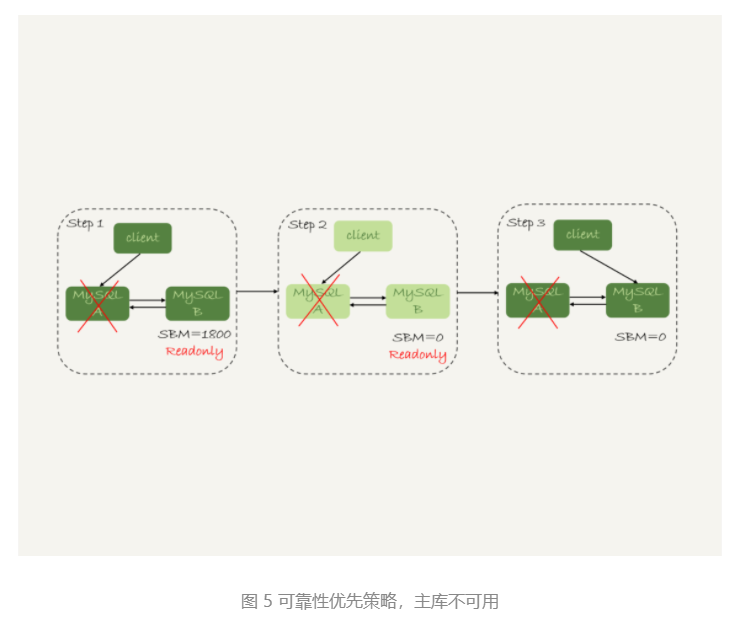 Step 1
client
MySQL
A
MySQL
B
SBM=1800
Readonly
Step 2
client
MySQL
A
MySQL
B
SBM=0
Readonly
Step 3
client
MySQL
A
MySQL
B
SBM=0
图 5 可靠性优先策略，主库不可用